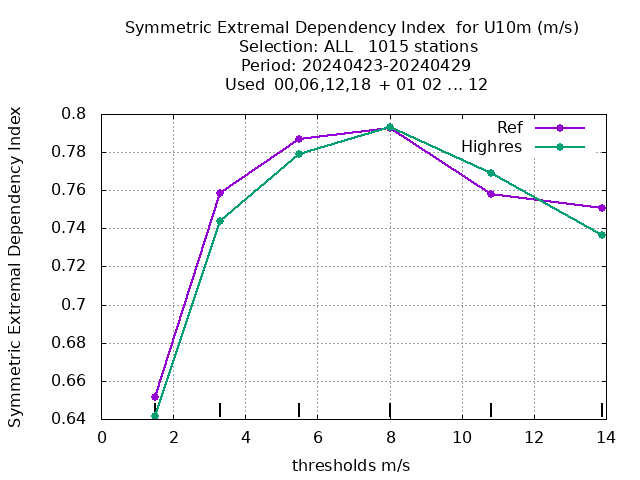 Symmetric Extremal Dependency Index  for U10m (m/s)
Selection: ALL   1015 stations
Period: 20240423-20240429
Used  00,06,12,18  + 01 02 ... 12
Symmetric Extremal Dependency Index
Ref
Highres
0.8
0.78
0.76
0.74
0.72
0.7
0.68
0.66
0.64
0 2 4 6 8 10 12 14
thresholds m/s